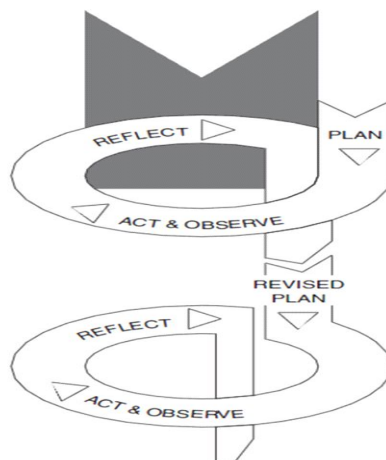 REFLECT
PLAN
ACT & OBSERVE
REVISED
PLAN
REFLECT
ACT & OBSERVE